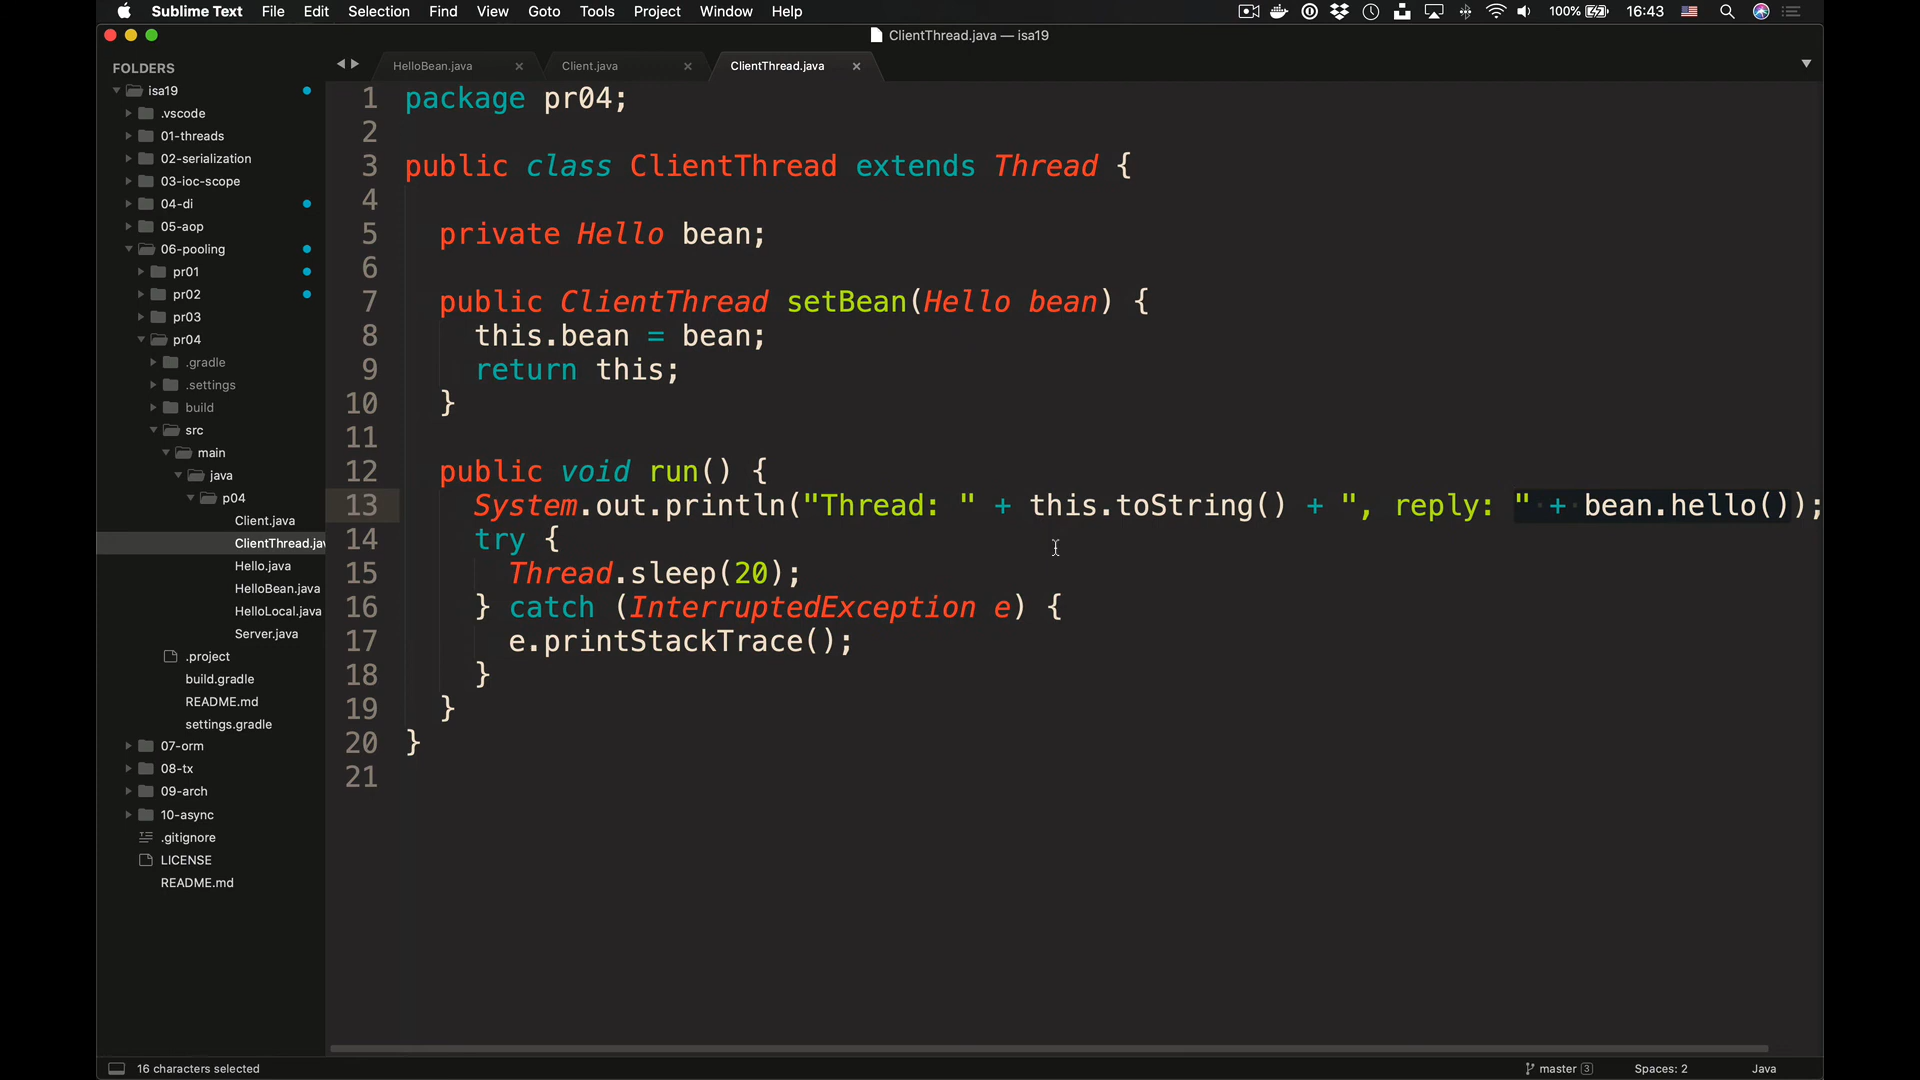 Sublime Text File Edit Selection Find View Goto Tools Project Window Help 100% 16:43
ClientThread.java — isa19
FOLDERS
isa19
.vscode
01-threads
02-serialization
03-ioc-scope
04-di
05-aop
06-pooling
pr01
pr02
pr03
pr04
.gradle
.settings
build
src
main
java
p04
Client.java
ClientThread.jav
Hello.java
HelloBean.java
HelloLocal.java
Server.java
.project
build.gradle
README.md
settings.gradle
07-orm
08-tx
09-arch
10-async
.gitignore
LICENSE
README.md
HelloBean.java × Client.java × ClientThread.java ×
1 package pr04;
2
3 public class ClientThread extends Thread {
4
5 private Hello bean;
6
7 public ClientThread setBean(Hello bean) {
8 this.bean = bean;
9 return this;
10 }
11
12 public void run() {
13 System.out.println("Thread: " + this.toString() + ", reply: " + bean.hello());
14 try {
15 Thread.sleep(20);
16 } catch (InterruptedException e) {
17 e.printStackTrace();
18 }
19 }
20 }
21
16 characters selected master 3 Spaces: 2 Java